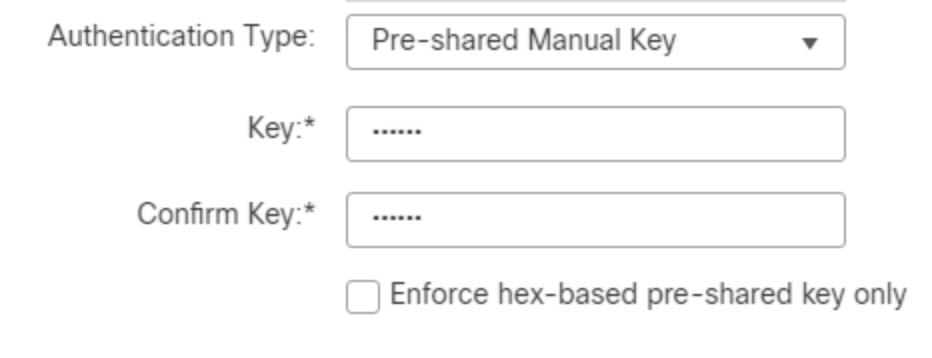 Authentication Type: Pre-shared Manual Key
Key:* ••••••
Confirm Key:* ••••••
Enforce hex-based pre-shared key only